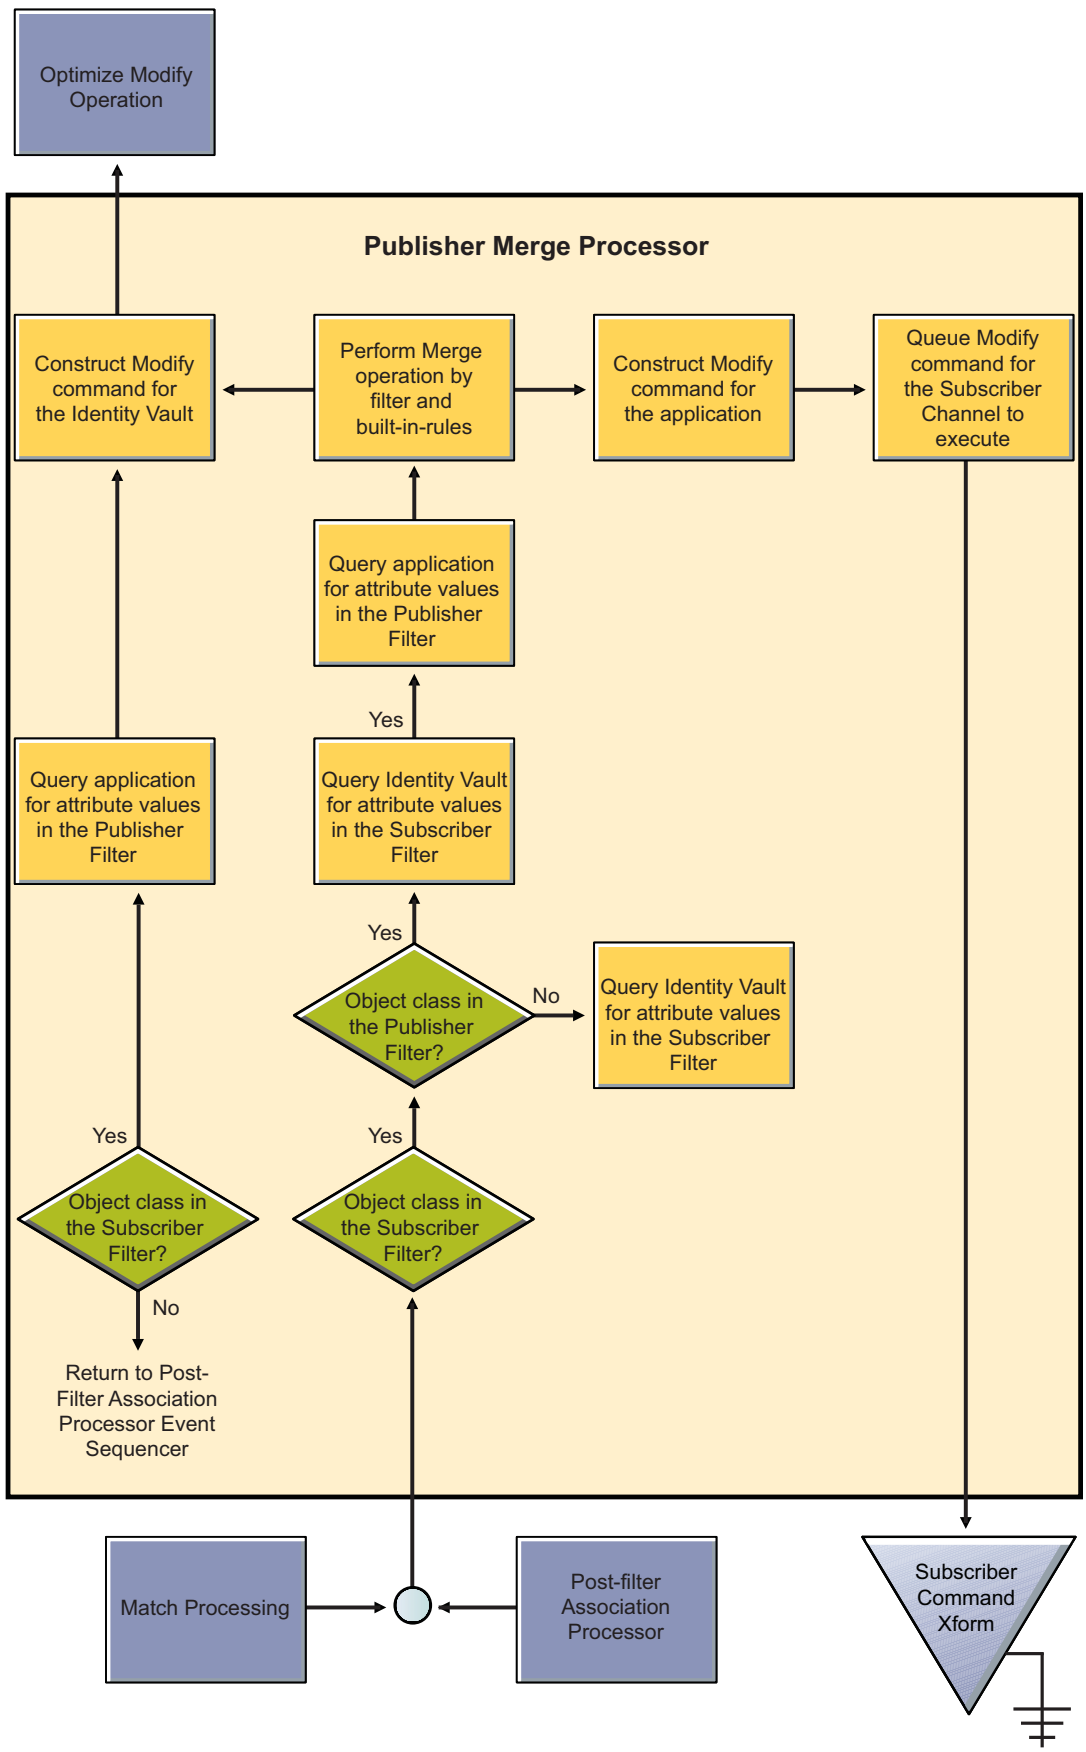 Optimize Modify
Operation
Publisher Merge Processor
Construct Modify
command for
the Identity Vault
Perform Merge
operation by
filter and
built-in-rules
Construct Modify
command for
the application
Queue Modify
command for
the Subscriber
Channel to
execute
Query application
for attribute values
in the Publisher
Filter
Yes
Query application
for attribute values
in the Publisher
Filter
Query Identity Vault
for attribute values
in the Subscriber
Filter
Yes
Object class in
the Publisher
Filter?
No
Query Identity Vault
for attribute values
in the Subscriber
Filter
Yes
Yes
Object class in
the Subscriber
Filter?
Object class in
the Subscriber
Filter?
No
Return to Post-
Filter Association
Processor Event
Sequencer
Match Processing
Post-filter
Association
Processor
Subscriber
Command
Xform